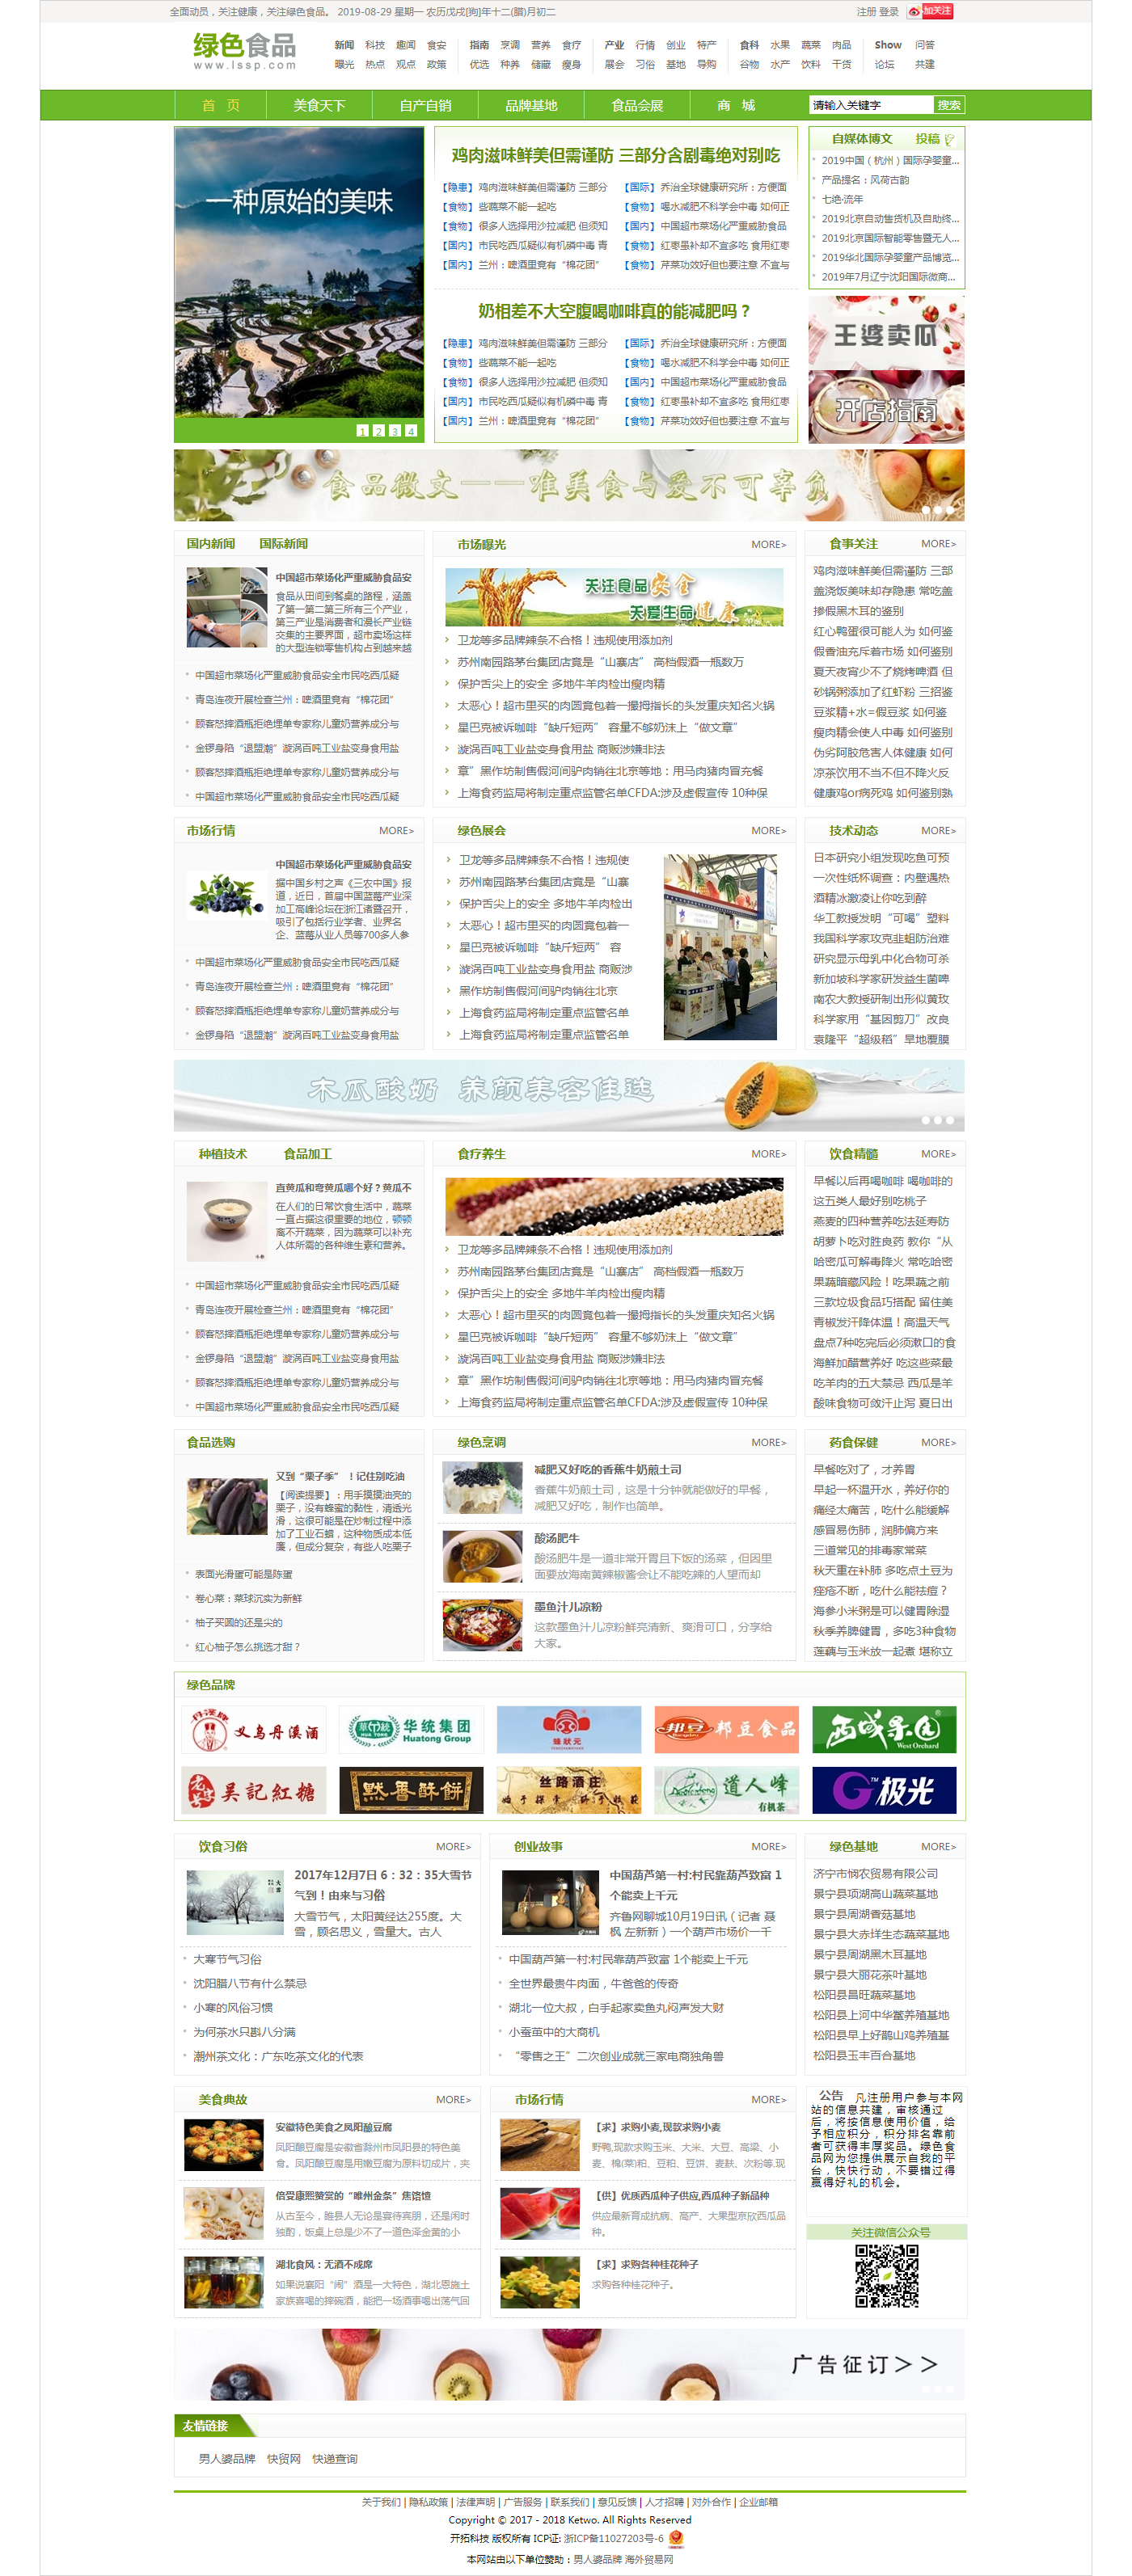 全面动员，关注健康，关注绿色食品。 2019-08-29 星期一 农历戊戌[狗]年十二(腊)月初二
注册 登录 加关注
绿色食品
www.lssp.com
新闻 科技 趣闻 食安 指南 烹调 营养 食疗 产业 行情 创业 特产 食科 水果 蔬菜 肉品 Show 问答
曝光 热点 观点 政策 优选 种养 储藏 瘦身 展会 习俗 基地 导购 谷物 水产 饮料 干货 论坛 共建
首 页 美食天下 自产自销 品牌基地 食品会展 商 城 请输入关键字 搜索
一种原始的美味
1 2 3 4
鸡肉滋味鲜美但需谨防 三部分含剧毒绝对别吃
【隐患】鸡肉滋味鲜美但需谨防 三部分
【国际】乔治全球健康研究所：方便面
【食物】些蔬菜不能一起吃
【食物】喝水减肥不科学会中毒 如何正
【食物】很多人选择用沙拉减肥 但须知
【国内】中国超市菜场化严重威胁食品
【国内】市民吃西瓜疑似有机磷中毒 青
【食物】红枣虽补却不宜多吃 食用红枣
【国内】兰州：啤酒里竟有“棉花团”
【食物】芹菜功效好但也要注意 不宜与
奶相差不大空腹喝咖啡真的能减肥吗？
【隐患】鸡肉滋味鲜美但需谨防 三部分
【国际】乔治全球健康研究所：方便面
【食物】些蔬菜不能一起吃
【食物】喝水减肥不科学会中毒 如何正
【食物】很多人选择用沙拉减肥 但须知
【国内】中国超市菜场化严重威胁食品
【国内】市民吃西瓜疑似有机磷中毒 青
【食物】红枣虽补却不宜多吃 食用红枣
【国内】兰州：啤酒里竟有“棉花团”
【食物】芹菜功效好但也要注意 不宜与
自媒体博文 投稿
2019中国（杭州）国际孕婴童...
产品提名：风荷古韵
七绝·流年
2019北京自动售货机及自助终...
2019北京国际智能零售暨无人...
2019华北国际孕婴童产品博览...
2019年7月辽宁沈阳国际微商...
王婆卖瓜
开店指南
食品微文——唯美食与爱不可辜负
国内新闻 国际新闻
中国超市菜场化严重威胁食品安
食品从田间到餐桌的路程，涵盖
了第一第二第三所有三个产业，
第三产业是消费者和漫长产业链
交集的主要界面，超市卖场这样
的大型连锁零售机构占到越来越
中国超市菜场化严重威胁食品安全市民吃西瓜疑
青岛连夜开展检查兰州：啤酒里竟有“棉花团”
顾客怒摔酒瓶拒绝埋单专家称儿童奶营养成分与
金锣身陷“退盟潮”漩涡百吨工业盐变身食用盐
顾客怒摔酒瓶拒绝埋单专家称儿童奶营养成分与
中国超市菜场化严重威胁食品安全市民吃西瓜疑
市场曝光 MORE>
关注食品安全
关爱生命健康
卫龙等多品牌辣条不合格！违规使用添加剂
苏州南园路茅台集团店竟是“山寨店” 高档假酒一瓶数万
保护舌尖上的安全 多地牛羊肉检出瘦肉精
太恶心！超市里买的肉圆竟包着一撮拇指长的头发重庆知名火锅
星巴克被诉咖啡“缺斤短两” 容量不够奶沫上“做文章”
漩涡百吨工业盐变身食用盐 商贩涉嫌非法
章”黑作坊制售假河间驴肉销往北京等地：用马肉猪肉冒充餐
上海食药监局将制定重点监管名单CFDA:涉及虚假宣传 10种保
食事关注 MORE>
鸡肉滋味鲜美但需谨防 三部
盖浇饭美味却存隐患 常吃盖
掺假黑木耳的鉴别
红心鸭蛋很可能人为 如何鉴
假香油充斥着市场 如何鉴别
夏天夜宵少不了烧烤啤酒 但
砂锅粥添加了红虾粉 三招鉴
豆浆精+水=假豆浆 如何鉴
瘦肉精会使人中毒 如何鉴别
伪劣阿胶危害人体健康 如何
凉茶饮用不当不但不降火反
健康鸡or病死鸡 如何鉴别熟
市场行情 MORE>
中国超市菜场化严重威胁食品安
据中国乡村之声《三农中国》报
道，近日，首届中国蓝莓产业深
加工高峰论坛在浙江诸暨召开，
吸引了包括行业学者、业界名
企、蓝莓从业人员等700多人参
中国超市菜场化严重威胁食品安全市民吃西瓜疑
青岛连夜开展检查兰州：啤酒里竟有“棉花团”
顾客怒摔酒瓶拒绝埋单专家称儿童奶营养成分与
金锣身陷“退盟潮”漩涡百吨工业盐变身食用盐
绿色展会 MORE>
卫龙等多品牌辣条不合格！违规使
苏州南园路茅台集团店竟是“山寨
保护舌尖上的安全 多地牛羊肉检出
太恶心！超市里买的肉圆竟包着一
星巴克被诉咖啡“缺斤短两” 容
漩涡百吨工业盐变身食用盐 商贩涉
黑作坊制售假河间驴肉销往北京
上海食药监局将制定重点监管名单
上海食药监局将制定重点监管名单
技术动态 MORE>
日本研究小组发现吃鱼可预
一次性纸杯调查：内壁遇热
酒精冰激凌让你吃到醉
华工教授发明“可喝”塑料
我国科学家攻克韭蛆防治难
研究显示母乳中化合物可杀
新加坡科学家研发益生菌啤
南农大教授研制出形似黄玫
科学家用“基因剪刀”改良
袁隆平“超级稻”旱地覆膜
木瓜酸奶 养颜美容佳选
种植技术 食品加工
直黄瓜和弯黄瓜哪个好？黄瓜不
在人们的日常饮食生活中，蔬菜
一直占据这很重要的地位，顿顿
离不开蔬菜，因为蔬菜可以补充
人体所需的各种维生素和营养。
中国超市菜场化严重威胁食品安全市民吃西瓜疑
青岛连夜开展检查兰州：啤酒里竟有“棉花团”
顾客怒摔酒瓶拒绝埋单专家称儿童奶营养成分与
金锣身陷“退盟潮”漩涡百吨工业盐变身食用盐
顾客怒摔酒瓶拒绝埋单专家称儿童奶营养成分与
中国超市菜场化严重威胁食品安全市民吃西瓜疑
食疗养生 MORE>
卫龙等多品牌辣条不合格！违规使用添加剂
苏州南园路茅台集团店竟是“山寨店” 高档假酒一瓶数万
保护舌尖上的安全 多地牛羊肉检出瘦肉精
太恶心！超市里买的肉圆竟包着一撮拇指长的头发重庆知名火锅
星巴克被诉咖啡“缺斤短两” 容量不够奶沫上“做文章”
漩涡百吨工业盐变身食用盐 商贩涉嫌非法
章”黑作坊制售假河间驴肉销往北京等地：用马肉猪肉冒充餐
上海食药监局将制定重点监管名单CFDA:涉及虚假宣传 10种保
饮食精髓 MORE>
早餐以后再喝咖啡 喝咖啡的
这五类人最好别吃桃子
燕麦的四种营养吃法延寿防
胡萝卜吃对胜良药 教你“从
哈密瓜可解毒降火 常吃哈密
果蔬暗藏风险！吃果蔬之前
三款垃圾食品巧搭配 留住美
青椒发汗降体温！高温天气
盘点7种吃完后必须漱口的食
海鲜加醋营养好 吃这些菜最
吃羊肉的五大禁忌 西瓜是羊
酸味食物可敛汗止泻 夏日出
食品选购
又到“栗子季”！记住别吃油
【阅读提要】：用手摸摸油亮的
栗子，没有蜂蜜的黏性，清透光
滑，这很可能是在炒制过程中添
加了工业石蜡，这种物质成本低
廉，但成分复杂，有些人吃栗子
表面光滑蛋可能是陈蛋
卷心菜：菜球沉实为新鲜
柚子买圆的还是尖的
红心柚子怎么挑选才甜？
绿色烹调 MORE>
减肥又好吃的香蕉牛奶煎土司
香蕉牛奶煎土司，这是十分钟就能做好的早餐，
减肥又好吃，制作也简单。
酸汤肥牛
酸汤肥牛是一道非常开胃且下饭的汤菜，但因里
面要放海南黄辣椒酱会让不能吃辣的人望而却
墨鱼汁儿凉粉
这款墨鱼汁儿凉粉鲜亮清新、爽滑可口，分享给
大家。
药食保健 MORE>
早餐吃对了，才养胃
早起一杯温开水，养好你的
痛经太痛苦，吃什么能缓解
感冒易伤肺，润肺偏方来
三道常见的排毒家常菜
秋天重在补肺 多吃点土豆为
痤疮不断，吃什么能祛痘？
海参小米粥是可以健胃除湿
秋季养脾健胃，多吃3种食物
莲藕与玉米放一起煮 堪称立
绿色品牌
丹溪牌 义乌丹溪酒
华统集团 Huatong Group
蜂状元
邦豆 邦豆食品
西域果园 West Orchard
吴記紅糖
黙香酥餅
丝路酒庄
道人峰 有机茶
极光
饮食习俗 MORE>
2017年12月7日 6：32：35大雪节
气到！由来与习俗
大雪节气，太阳黄经达255度。大
雪，顾名思义，雪量大。古人
大寒节气习俗
沈阳腊八节有什么禁忌
小寒的风俗习惯
为何茶水只斟八分满
潮州茶文化：广东吃茶文化的代表
创业故事 MORE>
中国葫芦第一村:村民靠葫芦致富 1
个能卖上千元
齐鲁网聊城10月19日讯（记者 聂
枫 左新新）一个葫芦市场价一千
中国葫芦第一村:村民靠葫芦致富 1个能卖上千元
全世界最贵牛肉面，牛爸爸的传奇
湖北一位大叔，白手起家卖鱼丸闷声发大财
小蚕茧中的大商机
“零售之王”二次创业成就三家电商独角兽
绿色基地 MORE>
济宁市悯农贸易有限公司
景宁县项湖高山蔬菜基地
景宁县周湖香菇基地
景宁县大赤垟生态蔬菜基地
景宁县周湖黑木耳基地
景宁县大丽花茶叶基地
松阳县昌旺蔬菜基地
松阳县上河中华鳖养殖基地
松阳县早上好鹊山鸡养殖基
松阳县玉丰百合基地
美食典故 MORE>
安徽特色美食之凤阳酿豆腐
凤阳酿豆腐是安徽省滁州市凤阳县的特色美
食。凤阳酿豆腐是用嫩豆腐为原料切成片，夹
倍受康熙赞赏的“睢州金条”焦馅馇
从古至今，睢县人无论是宴待宾朋，还是闲时
独酌，饭桌上总是少不了一道色泽金黄的小
湖北食风：无酒不成席
如果说襄阳“闹”酒是一大特色，湖北恩施土
家族喜喝的摔碗酒，能把一场酒事喝出荡气回
市场行情 MORE>
【求】求购小麦,现款求购小麦
野鸭,现款求购玉米、大米、大豆、高粱、小
麦、棉(菜)粕、豆粕、豆饼、麦麸、次粉等,现
【供】优质西瓜种子供应,西瓜种子新品种
供应最新育成抗病、高产、大果型京欣西瓜品
种。
【求】求购各种桂花种子
求购各种桂花种子。
公告 凡注册用户参与本网
站的信息共建，审核通过
后，将按信息使用价值，给
予相应积分，积分排名靠前
者可获得丰厚奖品。绿色食
品网为您提供展示自我的平
台，快快行动，不要错过得
赢得好礼的机会。
关注微信公众号
广告征订>>
友情链接
男人婆品牌 快贸网 快递查询
关于我们 | 隐私政策 | 法律声明 | 广告服务 | 联系我们 | 意见反馈 | 人才招聘 | 对外合作 | 企业邮箱
Copyright © 2017 - 2018 Ketwo. All Rights Reserved
开拓科技 版权所有 ICP证: 浙ICP备11027203号-6
本网站由以下单位赞助：男人婆品牌 海外贸易网